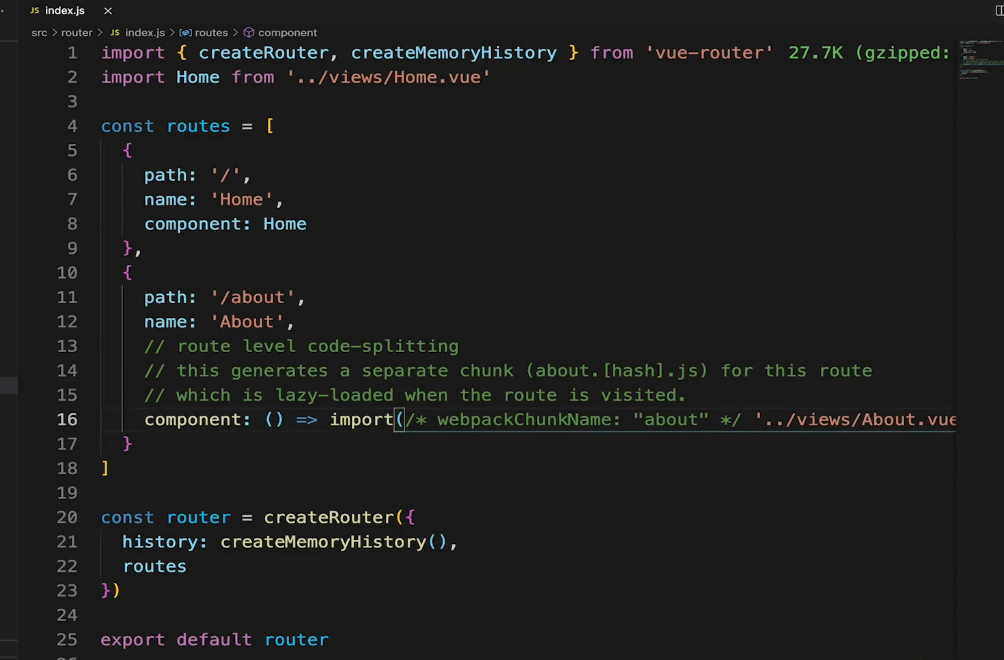 JS index.js ×
src > router > JS index.js > routes > component
1 import { createRouter, createMemoryHistory } from 'vue-router' 27.7K (gzipped:
2 import Home from '../views/Home.vue'
3
4 const routes = [
5 {
6 path: '/',
7 name: 'Home',
8 component: Home
9 },
10 {
11 path: '/about',
12 name: 'About',
13 // route level code-splitting
14 // this generates a separate chunk (about.[hash].js) for this route
15 // which is lazy-loaded when the route is visited.
16 component: () => import(/* webpackChunkName: "about" */ '../views/About.vue
17 }
18 ]
19
20 const router = createRouter({
21 history: createMemoryHistory(),
22 routes
23 })
24
25 export default router